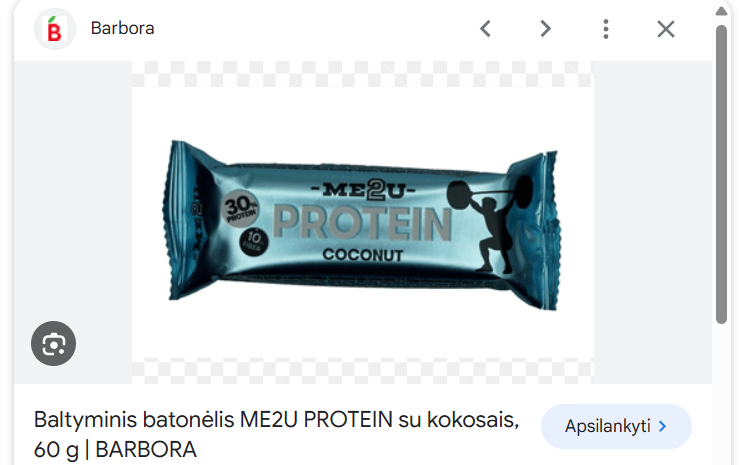 Barbora
-ME2U-
30%
PROTEIN
PROTEIN
10
FIBER
COCONUT
Baltyminis batonėlis ME2U PROTEIN su kokosais,
60 g | BARBORA
Apsilankyti